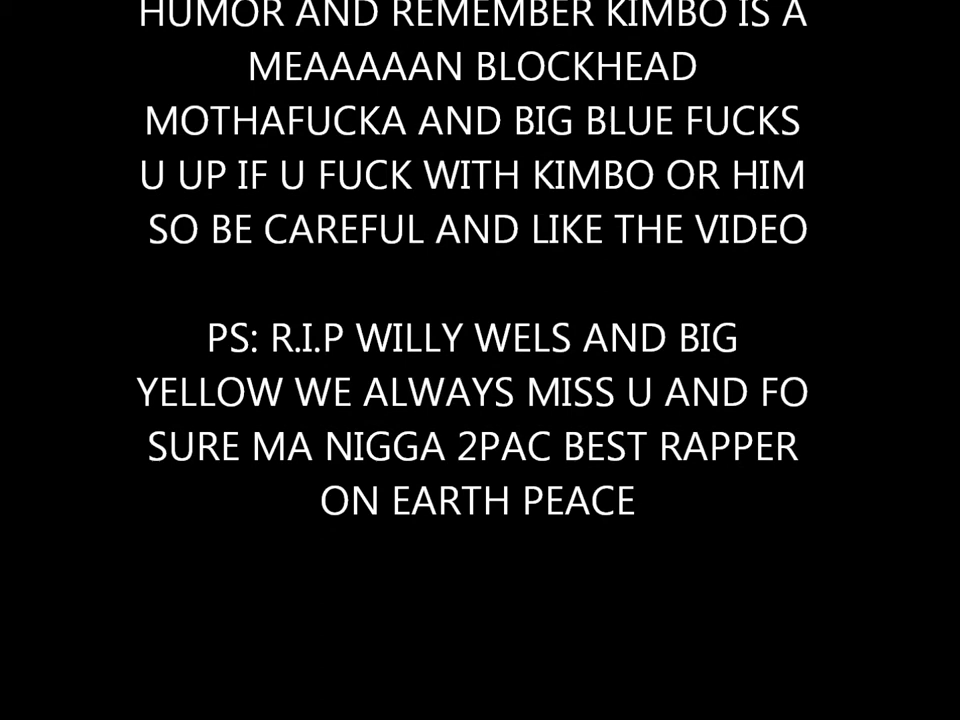 HUMOR AND REMEMBER KIMBO IS A
MEAAAAAN BLOCKHEAD
MOTHAFUCKA AND BIG BLUE FUCKS
U UP IF U FUCK WITH KIMBO OR HIM
SO BE CAREFUL AND LIKE THE VIDEO
PS: R.I.P WILLY WELS AND BIG
YELLOW WE ALWAYS MISS U AND FO
SURE MA NIGGA 2PAC BEST RAPPER
ON EARTH PEACE